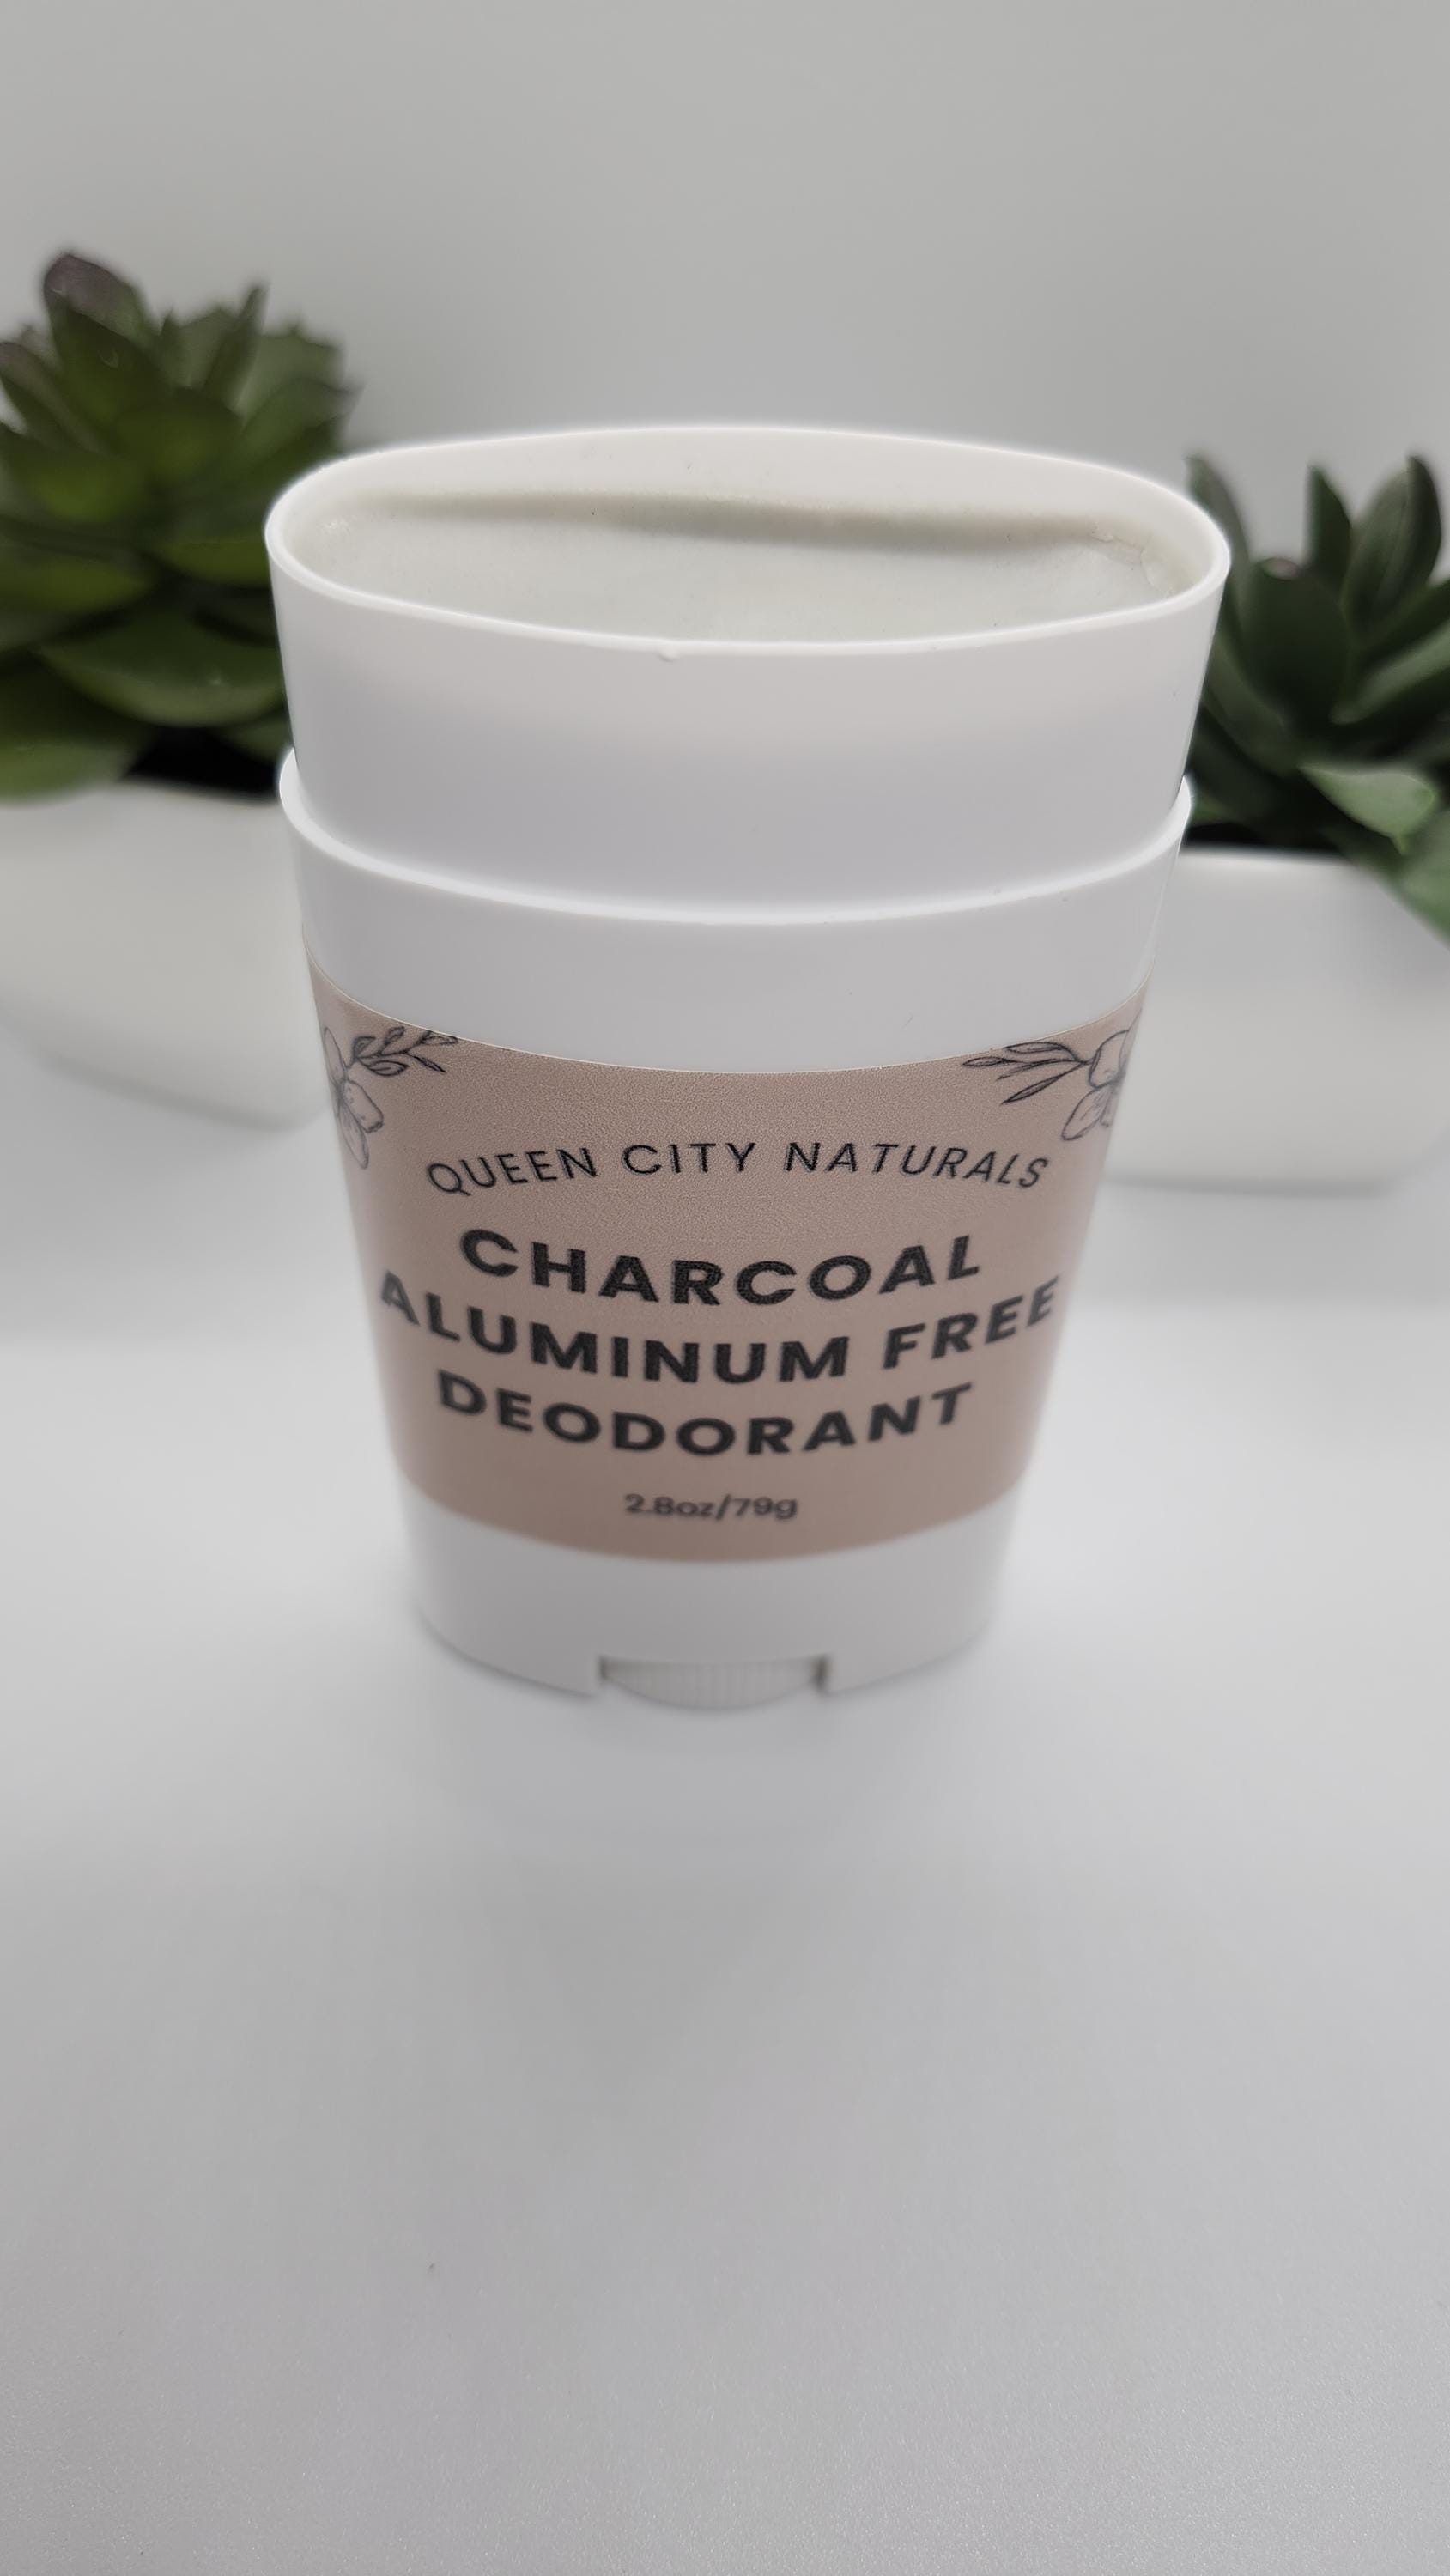 QUEEN CITY NATURALS
CHARCOAL
ALUMINUM FREE
DEODORANT
2.8oz/79g